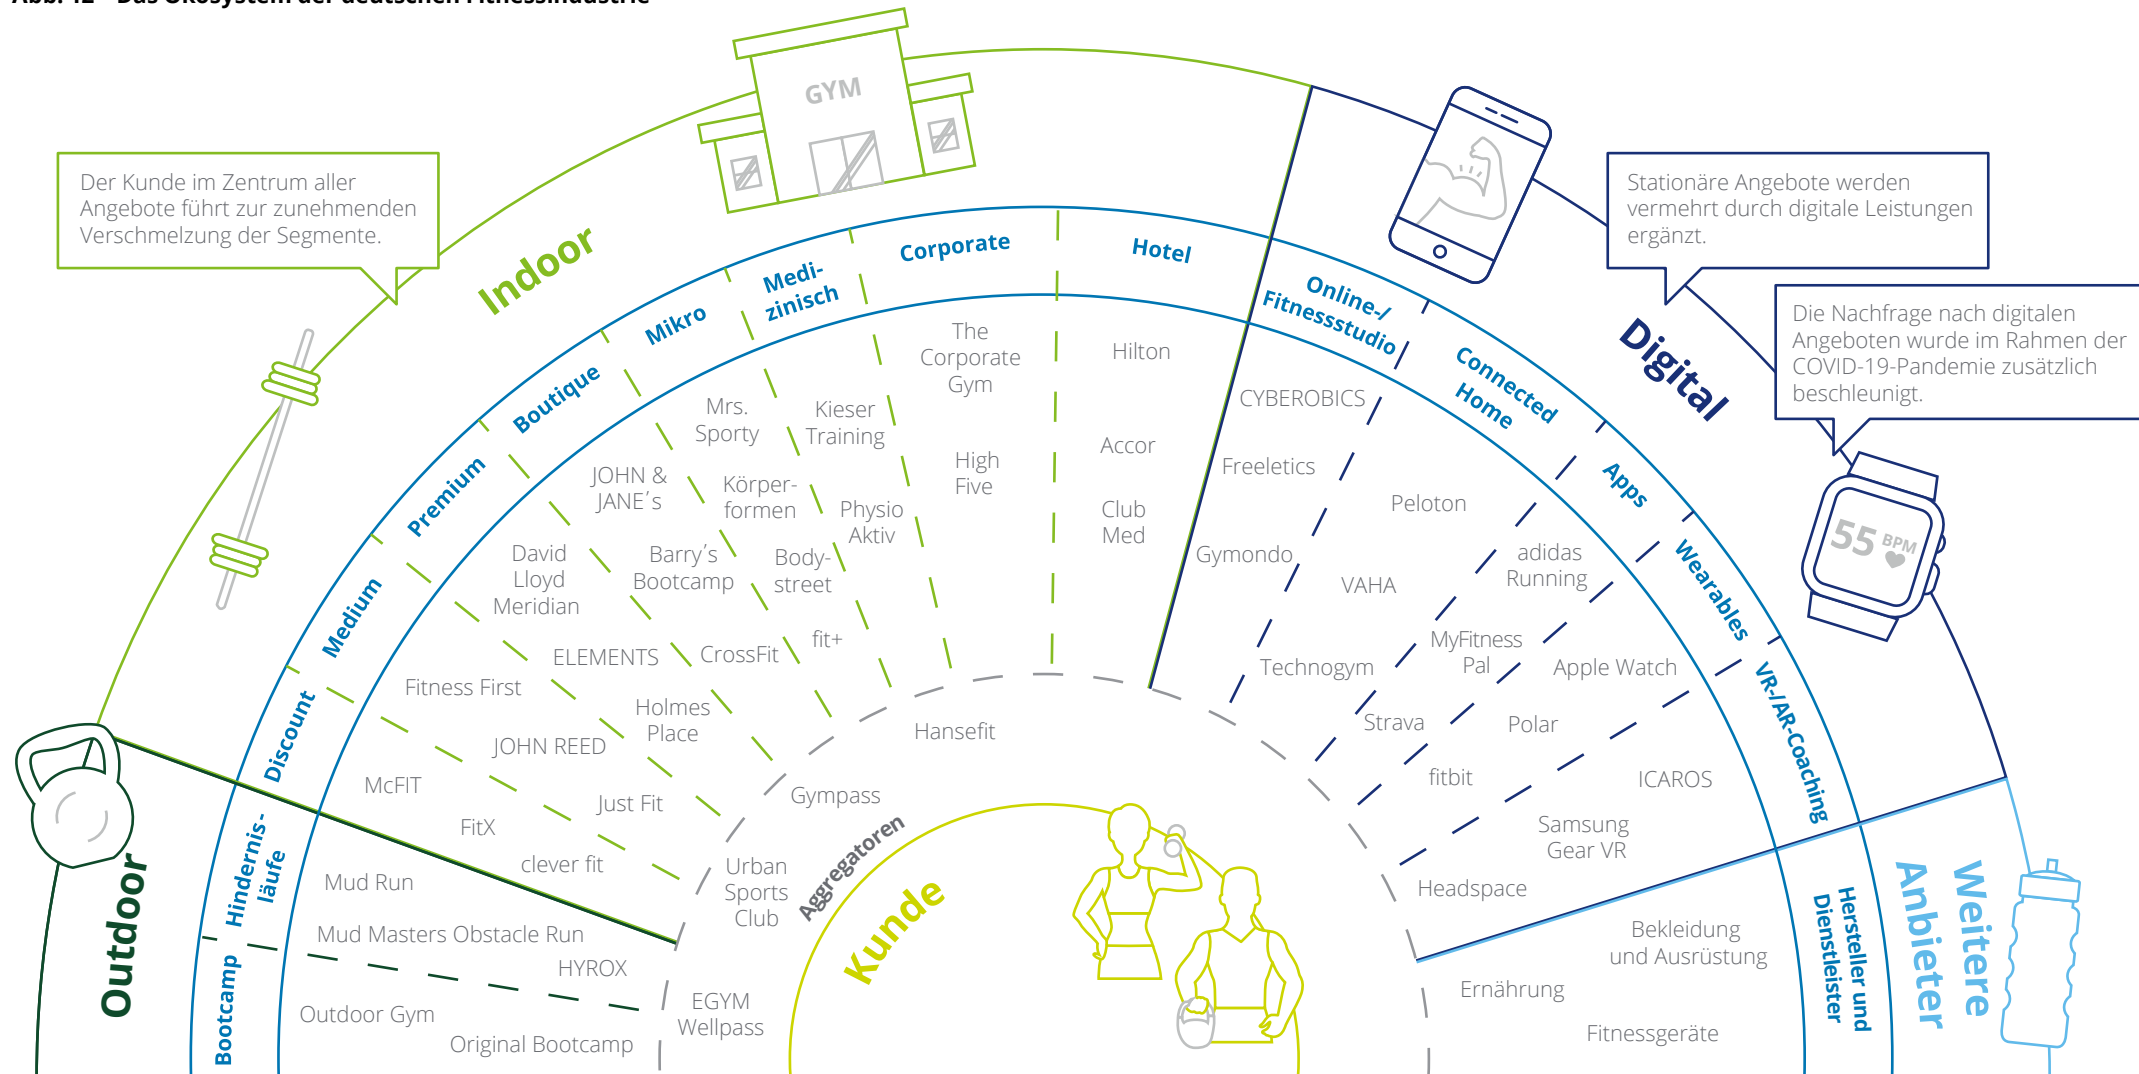 Abb. 12 – Das Ökosystem der deutschen Fitnessindustrie
GYM
Der Kunde im Zentrum aller
Angebote führt zur zunehmenden
Verschmelzung der Segmente.
Stationäre Angebote werden
vermehrt durch digitale Leistungen
ergänzt.
Die Nachfrage nach digitalen
Angeboten wurde im Rahmen der
COVID-19-Pandemie zusätzlich
beschleunigt.
55 BPM
Outdoor
Bootcamp
Outdoor Gym
Original Bootcamp
Hindernis-
läufe
Mud Run
Mud Masters Obstacle Run
HYROX
Indoor
Discount
McFIT
FitX
clever fit
Medium
Fitness First
JOHN REED
Just Fit
Premium
David
Lloyd
Meridian
ELEMENTS
Holmes
Place
Boutique
JOHN &
JANE´s
Barry´s
Bootcamp
CrossFit
Mikro
Mrs.
Sporty
Körper-
formen
Body-
street
fit+
Medi-
zinisch
Kieser
Training
Physio
Aktiv
Corporate
The
Corporate
Gym
High
Five
Hotel
Hilton
Accor
Club
Med
Digital
Online-/
Fitnessstudio
CYBEROBICS
Freeletics
Gymondo
Connected
Home
Peloton
VAHA
Technogym
Apps
adidas
Running
MyFitness
Pal
Strava
Wearables
Apple Watch
Polar
fitbit
VR-/AR-Coaching
ICAROS
Samsung
Gear VR
Headspace
Weitere
Anbieter
Hersteller und
Dienstleister
Bekleidung
und Ausrüstung
Ernährung
Fitnessgeräte
Aggregatoren
Hansefit
Gympass
Urban
Sports
Club
EGYM
Wellpass
Kunde